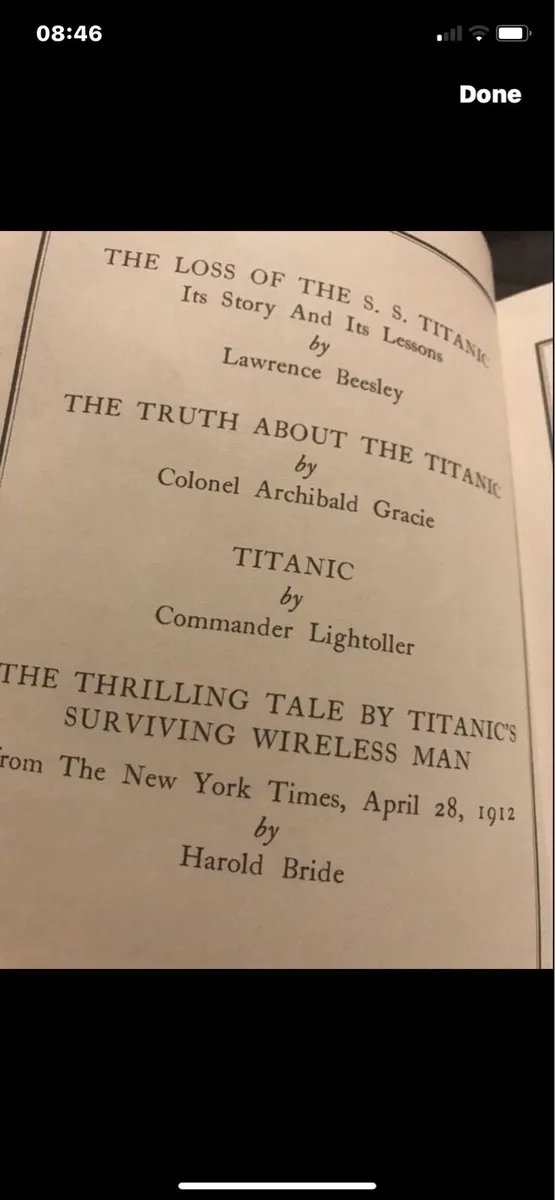 08:46
Done
THE LOSS OF THE S. S. TITANIC
Its Story And Its Lessons
by
Lawrence Beesley
THE TRUTH ABOUT THE TITANIC
by
Colonel Archibald Gracie
TITANIC
by
Commander Lightoller
THE THRILLING TALE BY TITANIC'S
SURVIVING WIRELESS MAN
rom The New York Times, April 28, 1912
by
Harold Bride